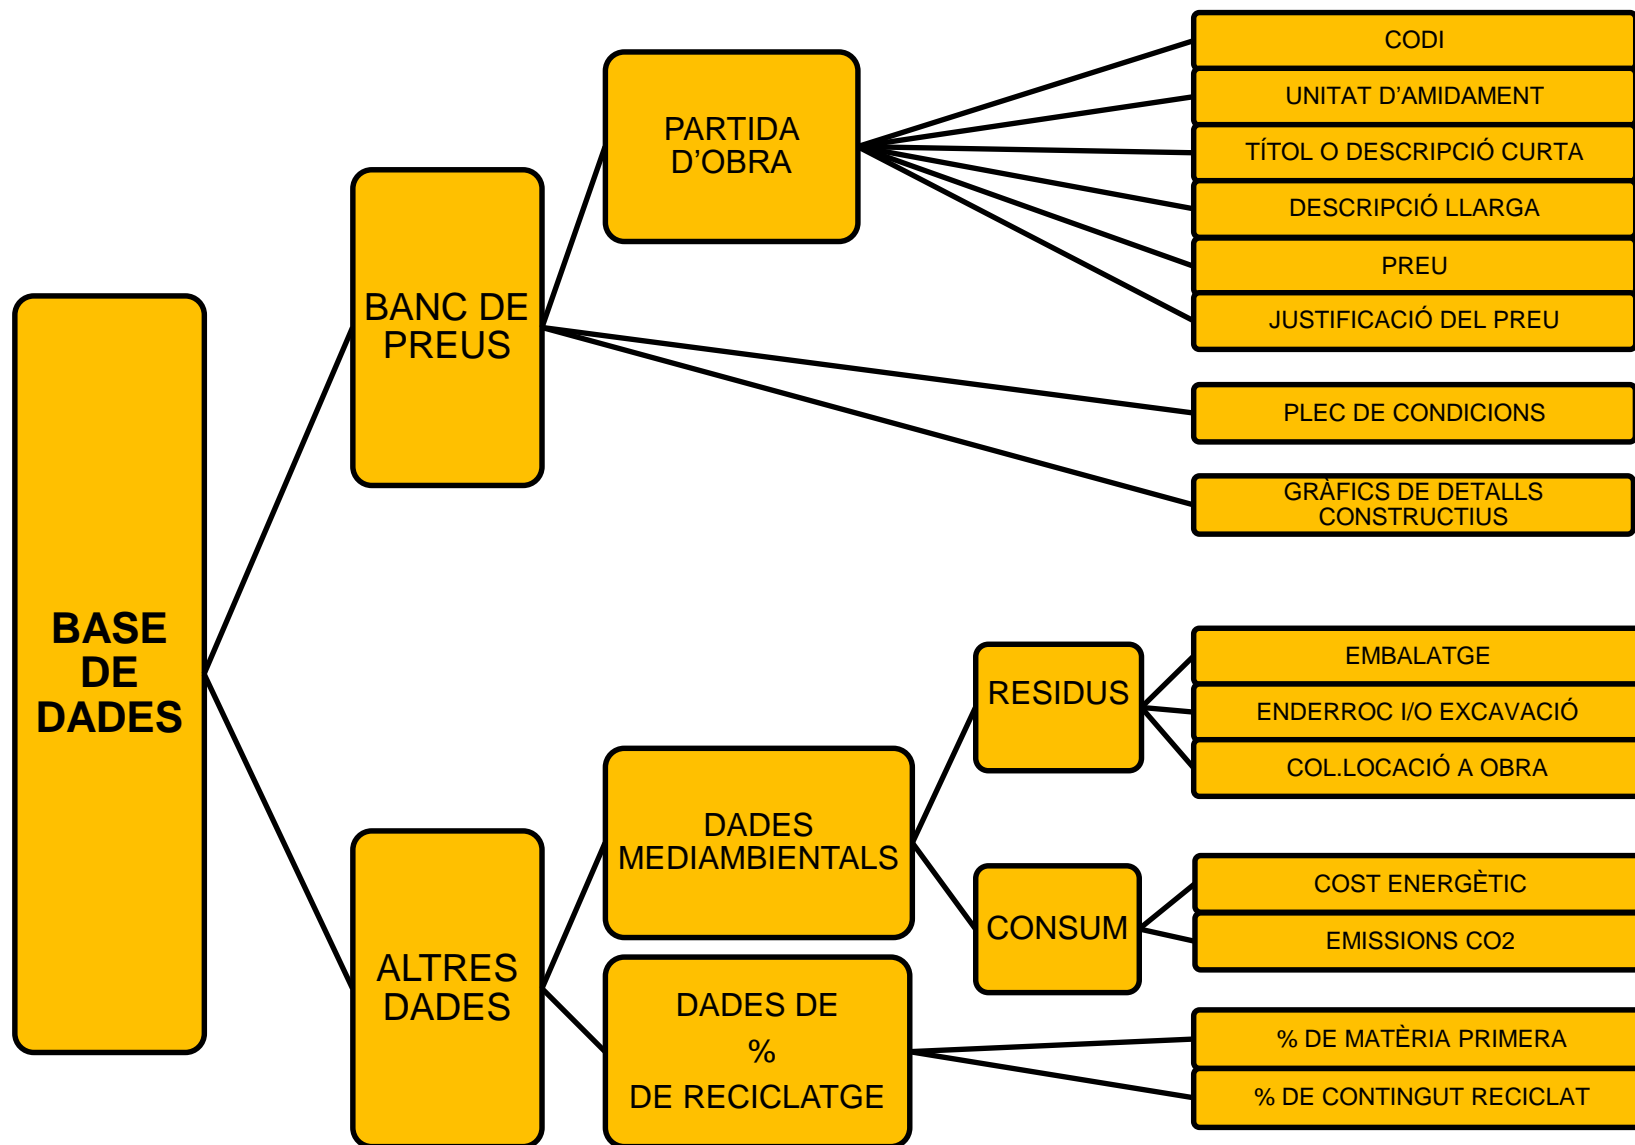 BASE
DE
DADES
BANC DE
PREUS
PARTIDA
D’OBRA
CODI
UNITAT D’AMIDAMENT
TÍTOL O DESCRIPCIÓ CURTA
DESCRIPCIÓ LLARGA
PREU
JUSTIFICACIÓ DEL PREU
PLEC DE CONDICIONS
GRÀFICS DE DETALLS
CONSTRUCTIUS
ALTRES
DADES
DADES
MEDIAMBIENTALS
RESIDUS
EMBALATGE
ENDERROC I/O EXCAVACIÓ
COL.LOCACIÓ A OBRA
CONSUM
COST ENERGÈTIC
EMISSIONS CO2
DADES DE
%
DE RECICLATGE
% DE MATÈRIA PRIMERA
% DE CONTINGUT RECICLAT